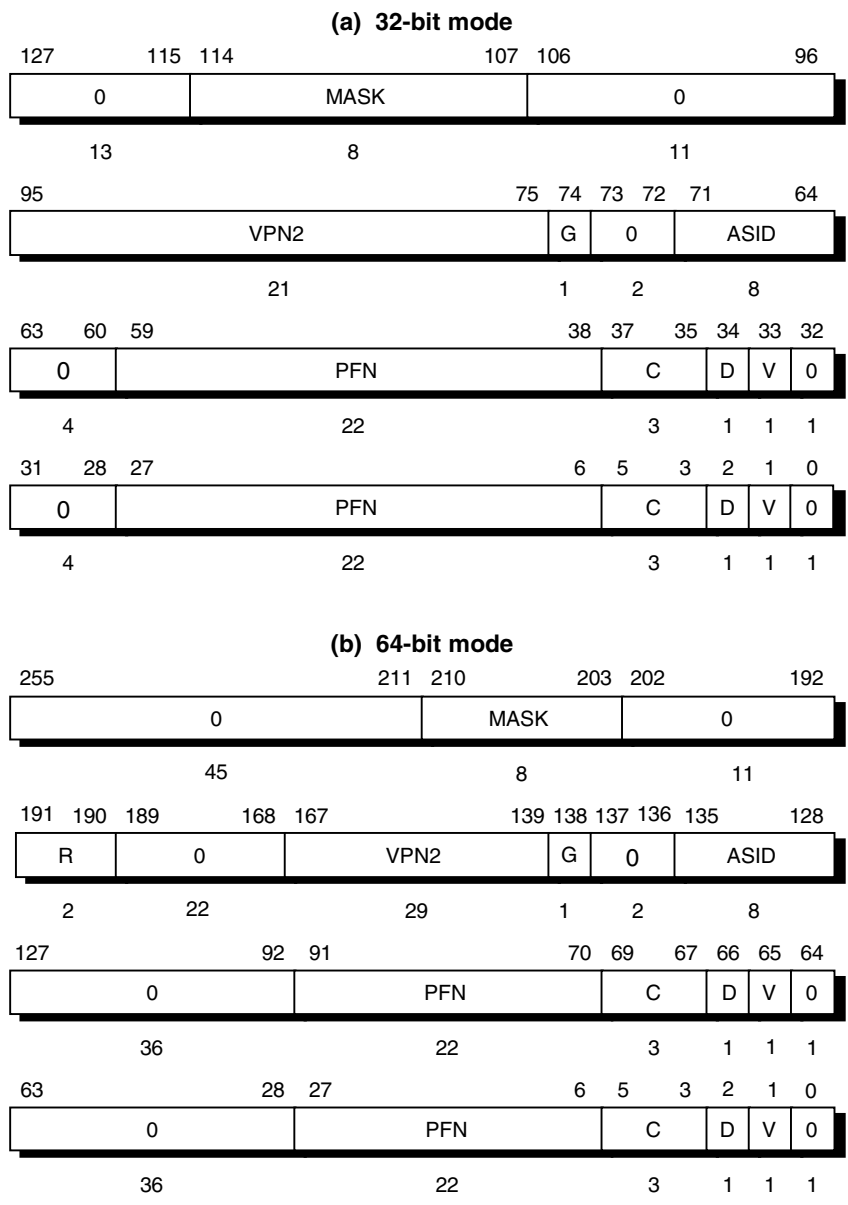 (a) 32-bit mode
127 115 114 107 106 96
0 MASK 0
13 8 11
95 75 74 73 72 71 64
VPN2 G 0 ASID
21 1 2 8
63 60 59 38 37 35 34 33 32
0 PFN C D V 0
4 22 3 1 1 1
31 28 27 6 5 3 2 1 0
0 PFN C D V 0
4 22 3 1 1 1
(b) 64-bit mode
255 211 210 203 202 192
0 MASK 0
45 8 11
191 190 189 168 167 139 138 137 136 135 128
R 0 VPN2 G 0 ASID
2 22 29 1 2 8
127 92 91 70 69 67 66 65 64
0 PFN C D V 0
36 22 3 1 1 1
63 28 27 6 5 3 2 1 0
0 PFN C D V 0
36 22 3 1 1 1